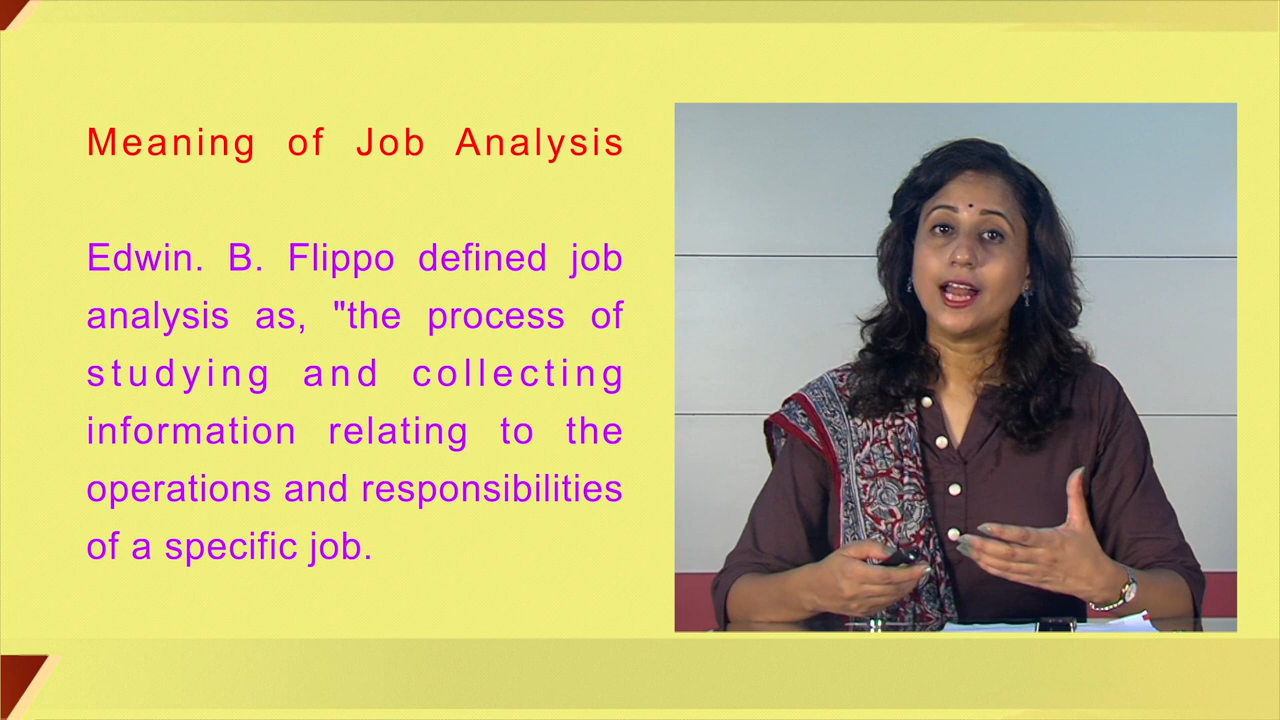 Meaning of Job Analysis
Edwin. B. Flippo defined job
analysis as, "the process of
studying and collecting
information relating to the
operations and responsibilities
of a specific job.